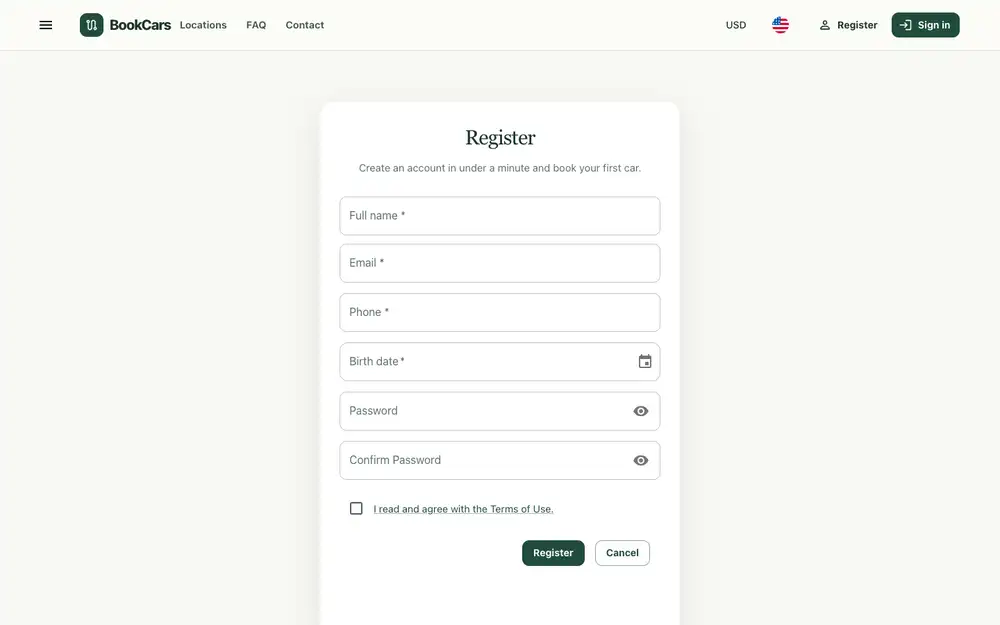 BookCars Locations FAQ Contact USD Register Sign in
Register
Create an account in under a minute and book your first car.
Full name *
Email *
Phone *
Birth date *
Password
Confirm Password
I read and agree with the Terms of Use.
Register Cancel